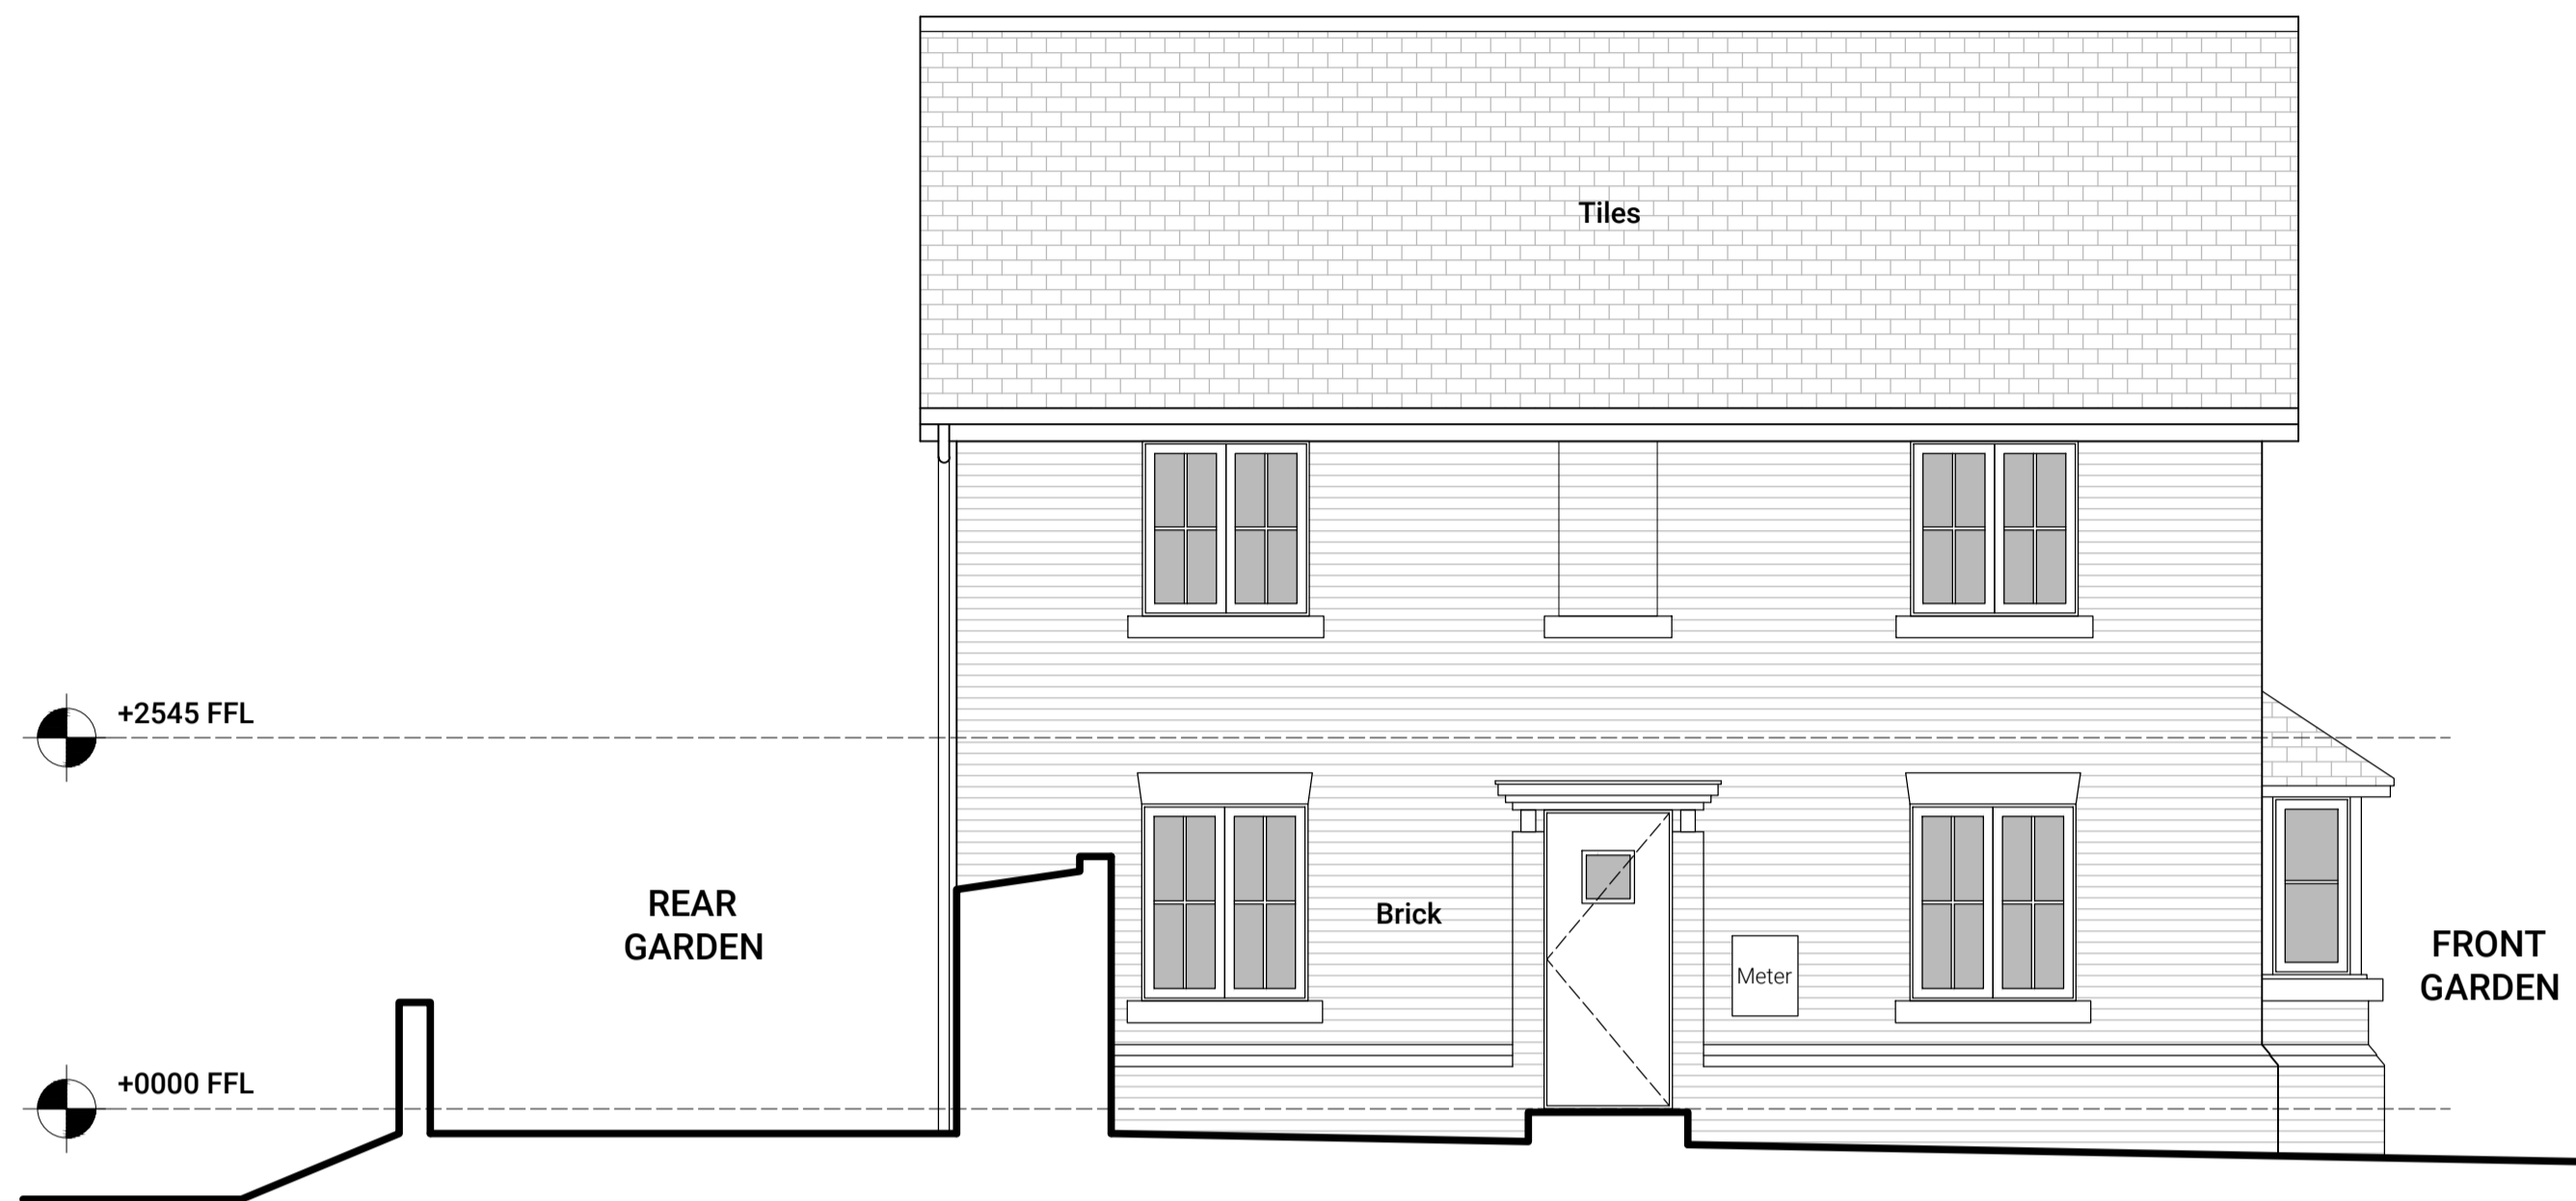 Tiles
+2545 FFL
REAR
GARDEN
Brick
Meter
FRONT
GARDEN
+0000 FFL